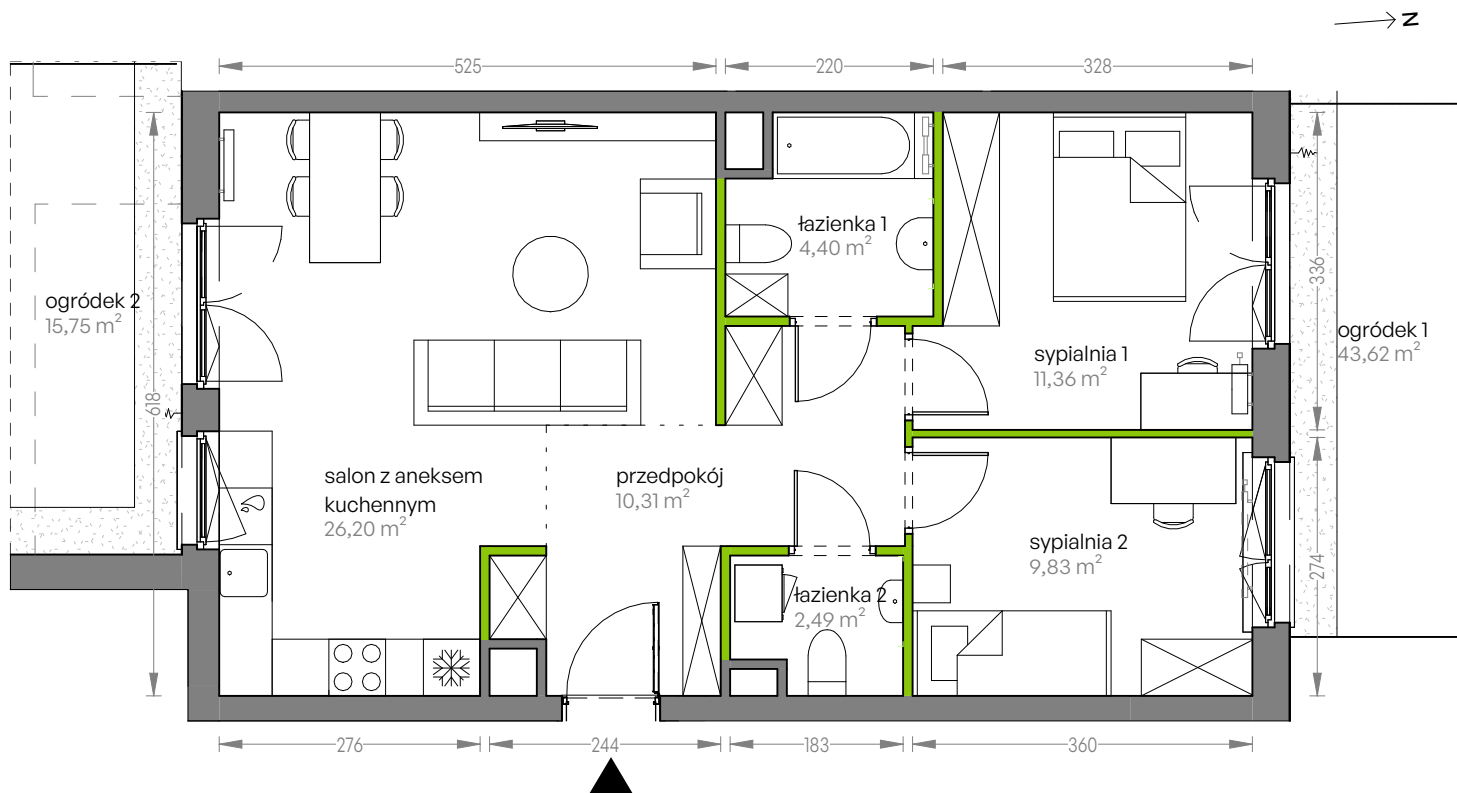 N
525
220
328
łazienka 1
4,40 m²
ogródek 2
15,75 m²
336
ogródek 1
43,62 m²
sypialnia 1
11,36 m²
618
salon z aneksem
kuchennym
26,20 m²
przedpokój
10,31 m²
sypialnia 2
9,83 m²
274
łazienka 2
2,49 m²
276
244
183
360